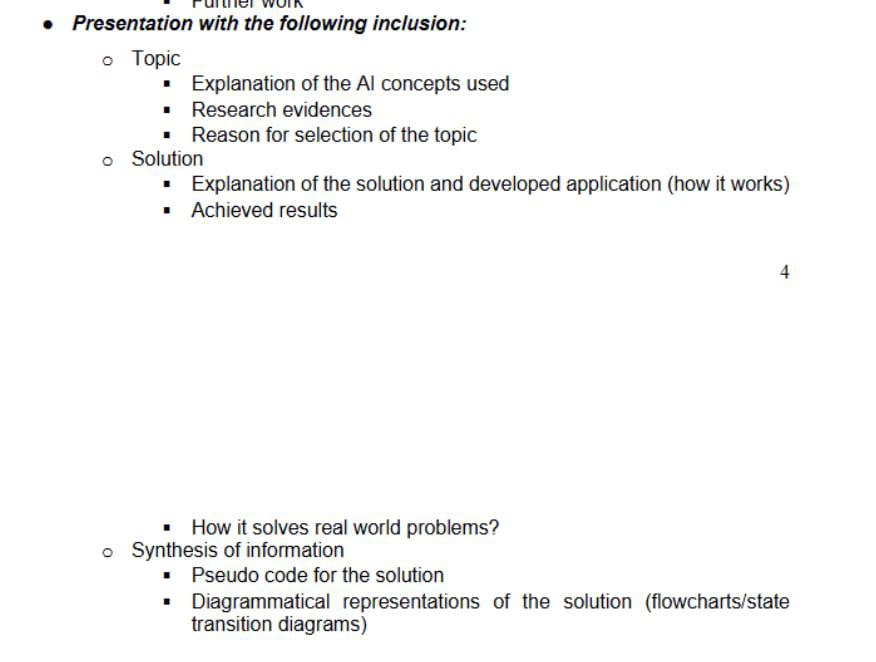 ▪ Further work
● Presentation with the following inclusion:
o Topic
▪ Explanation of the AI concepts used
▪ Research evidences
▪ Reason for selection of the topic
o Solution
▪ Explanation of the solution and developed application (how it works)
▪ Achieved results
4
▪ How it solves real world problems?
o Synthesis of information
▪ Pseudo code for the solution
▪ Diagrammatical representations of the solution (flowcharts/state
transition diagrams)